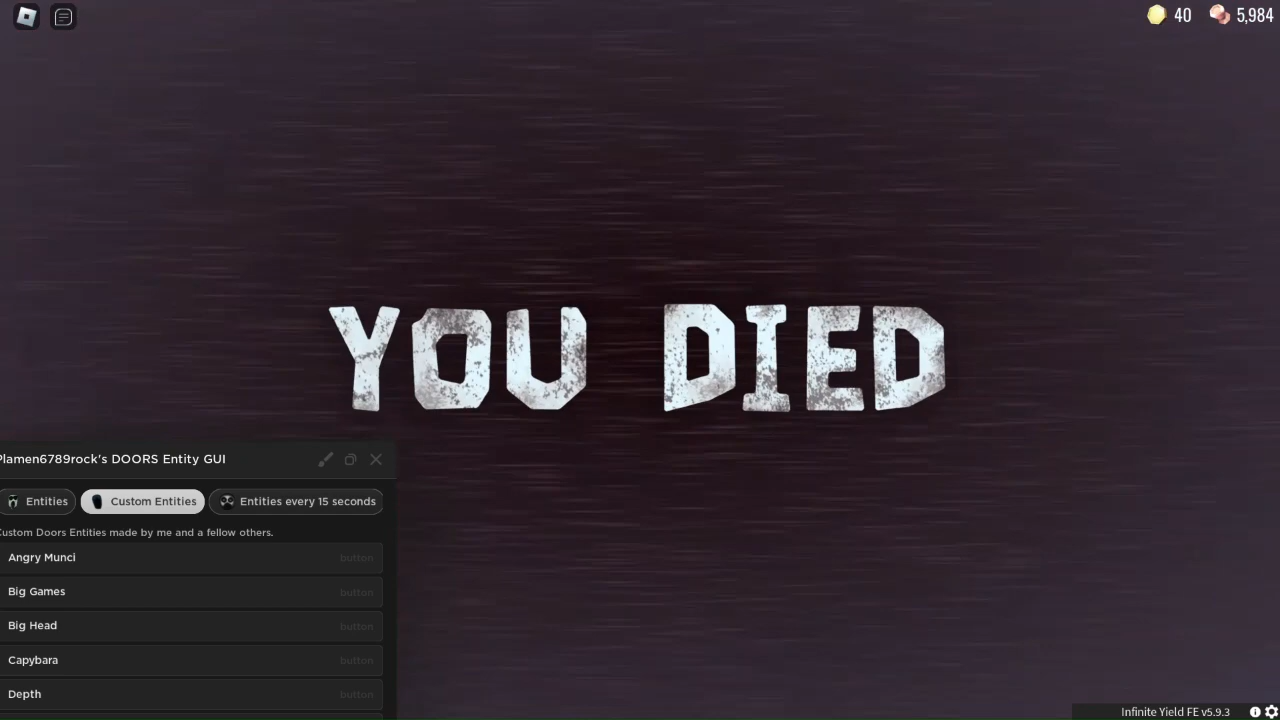 40 5,984
YOU DIED
Plamen6789rock's DOORS Entity GUI
Entities Custom Entities Entities every 15 seconds
Custom Doors Entities made by me and a fellow others.
Angry Munci button
Big Games button
Big Head button
Capybara button
Depth button
Infinite Yield FE v5.9.3